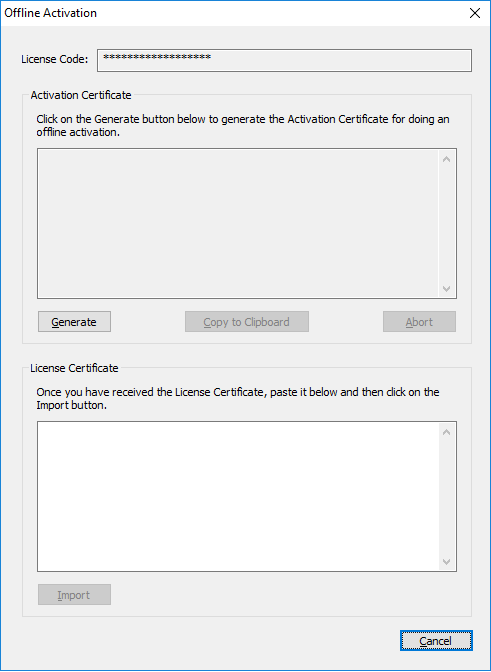 Offline Activation
License Code: ******************
Activation Certificate
Click on the Generate button below to generate the Activation Certificate for doing an
offline activation.
Generate Copy to Clipboard Abort
License Certificate
Once you have received the License Certificate, paste it below and then click on the
Import button.
Import
Cancel